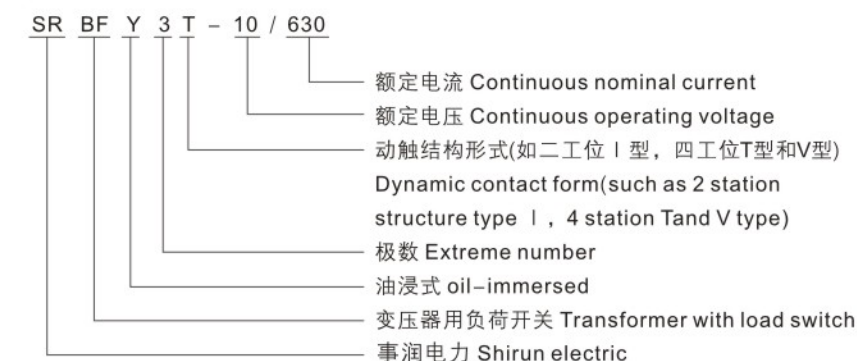 SR BF Y 3 T – 10 / 630
额定电流 Continuous nominal current
额定电压 Continuous operating voltage
动触结构形式(如二工位Ⅰ型，四工位T型和V型)
Dynamic contact form(such as 2 station
structure type Ⅰ，4 station Tand V type)
极数 Extreme number
油浸式 oil–immersed
变压器用负荷开关 Transformer with load switch
事润电力 Shirun electric